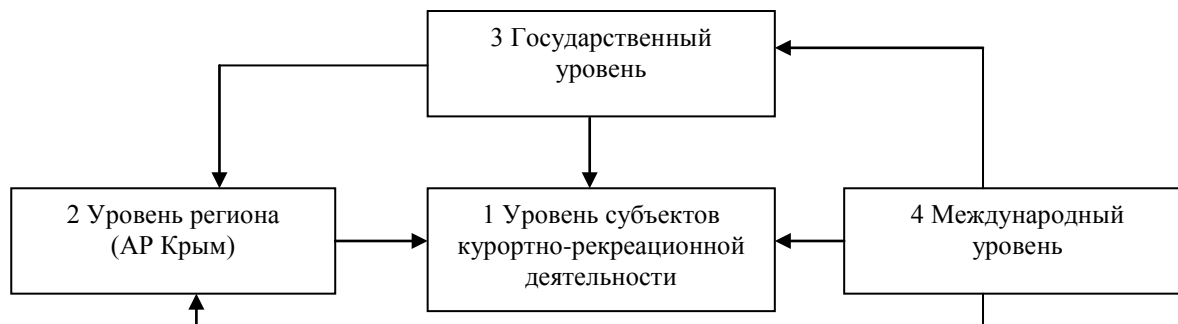 3 Государственный
уровень
2 Уровень региона
(АР Крым)
1 Уровень субъектов
курортно-рекреационной
деятельности
4 Международный
уровень